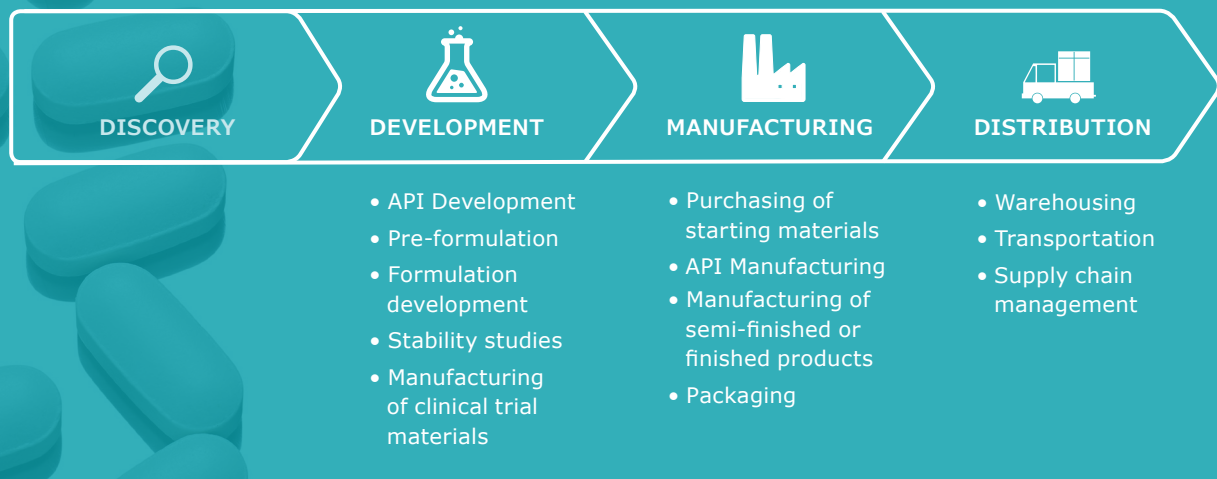 DISCOVERY
DEVELOPMENT
MANUFACTURING
DISTRIBUTION
• API Development
• Pre-formulation
• Formulation
development
• Stability studies
• Manufacturing
of clinical trial
materials
• Purchasing of
starting materials
• API Manufacturing
• Manufacturing of
semi-finished or
finished products
• Packaging
• Warehousing
• Transportation
• Supply chain
management